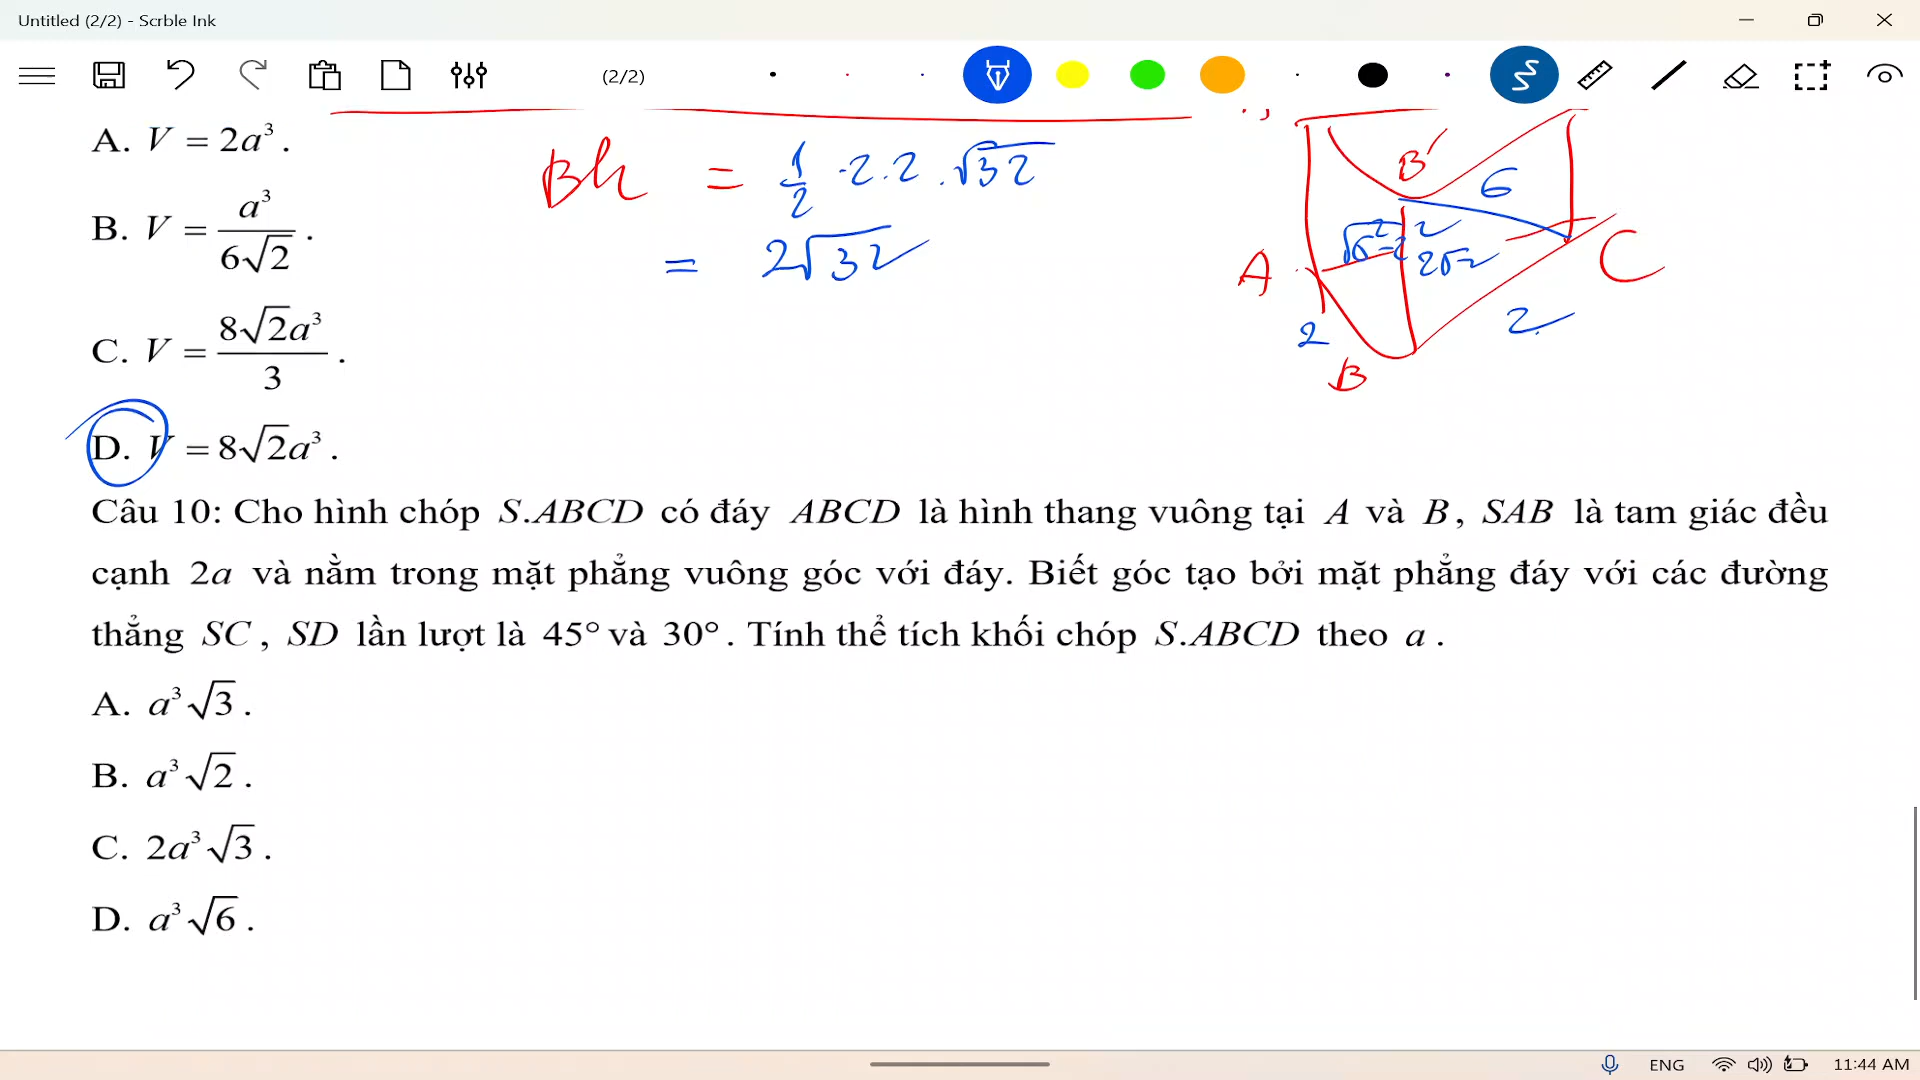 Untitled (2/2) - Scrble Ink
(2/2)
A. V = 2a³.
Bh = 1/2 · 2.2 . √32
= 2√32
B. V = a³/(6√2).
C. V = 8√2a³/3.
D. V = 8√2a³.
B'
6
A
2√2
C
2
2
B
Câu 10: Cho hình chóp S.ABCD có đáy ABCD là hình thang vuông tại A và B, SAB là tam giác đều
cạnh 2a và nằm trong mặt phẳng vuông góc với đáy. Biết góc tạo bởi mặt phẳng đáy với các đường
thẳng SC, SD lần lượt là 45° và 30°. Tính thể tích khối chóp S.ABCD theo a.
A. a³√3.
B. a³√2.
C. 2a³√3.
D. a³√6.
ENG
11:44 AM